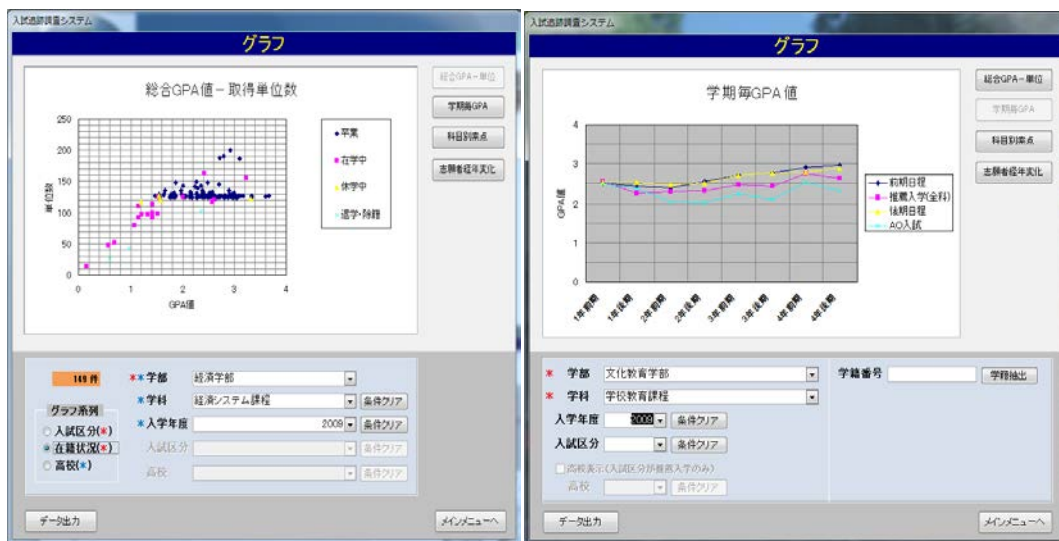 入試追跡調査システム
グラフ
総合GPA値－取得単位数
単位数
250
200
150
100
50
0
0 1 2 3 4
GPA値
卒業
在学中
休学中
退学・除籍
総合GPA－単位
学期毎GPA
科目別素点
志願者経年変化
149 件
グラフ系列
入試区分(*)
在籍状況(*)
高校(*)
**学部 経済学部
*学科 経済システム課程 条件クリア
*入学年度 2009 条件クリア
入試区分 条件クリア
高校 条件クリア
データ出力
メインメニューへ
入試追跡調査システム
グラフ
学期毎GPA値
GPA値
4
3
2
1
0
1年前期 1年後期 2年前期 2年後期 3年前期 3年後期 4年前期 4年後期
前期日程
推薦入学(全科)
後期日程
AO入試
総合GPA－単位
学期毎GPA
科目別素点
志願者経年変化
* 学部 文化教育学部
* 学科 学校教育課程
入学年度 2009 条件クリア
入試区分 条件クリア
高校表示(入試区分が推薦入学のみ)
高校 条件クリア
学籍番号 学籍抽出
データ出力
メインメニューへ